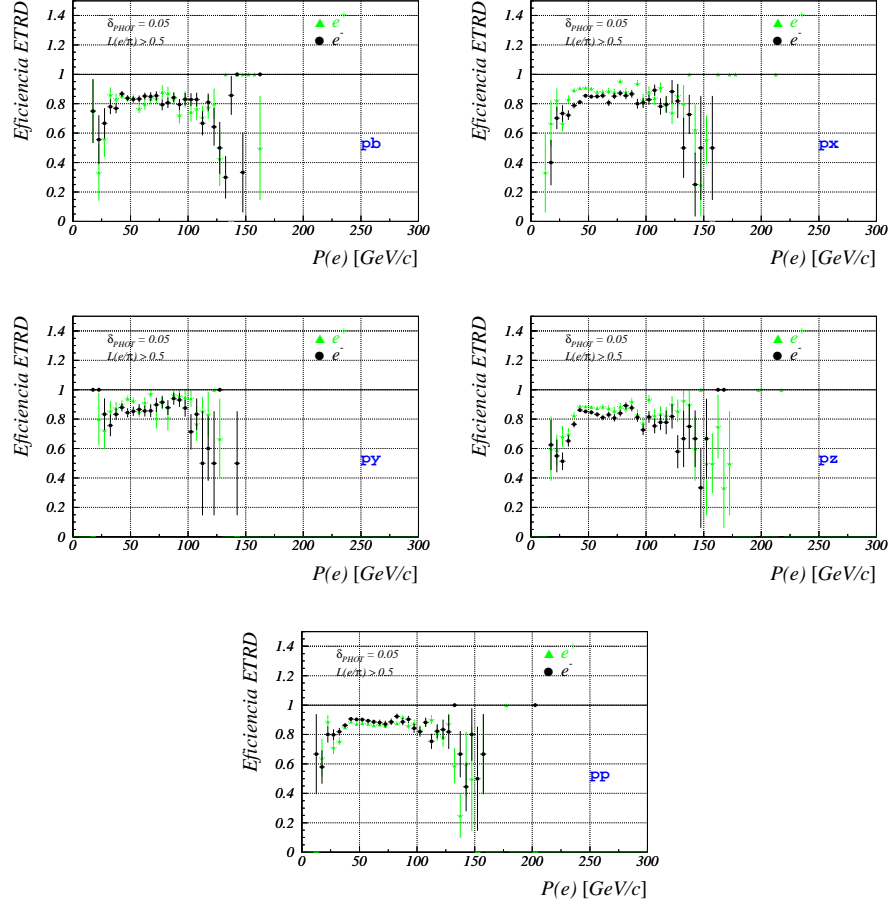 Eficiencia ETRD
1.4
1.2
1
0.8
0.6
0.4
0.2
0
δPHOT = 0.05
L(e/π) > 0.5
e+
e-
pb
0 50 100 150 200 250 300
P(e) [GeV/c]
Eficiencia ETRD
1.4
1.2
1
0.8
0.6
0.4
0.2
0
δPHOT = 0.05
L(e/π) > 0.5
e+
e-
px
0 50 100 150 200 250 300
P(e) [GeV/c]
Eficiencia ETRD
1.4
1.2
1
0.8
0.6
0.4
0.2
0
δPHOT = 0.05
L(e/π) > 0.5
e+
e-
py
0 50 100 150 200 250 300
P(e) [GeV/c]
Eficiencia ETRD
1.4
1.2
1
0.8
0.6
0.4
0.2
0
δPHOT = 0.05
L(e/π) > 0.5
e+
e-
pz
0 50 100 150 200 250 300
P(e) [GeV/c]
Eficiencia ETRD
1.4
1.2
1
0.8
0.6
0.4
0.2
0
δPHOT = 0.05
L(e/π) > 0.5
e+
e-
pp
0 50 100 150 200 250 300
P(e) [GeV/c]